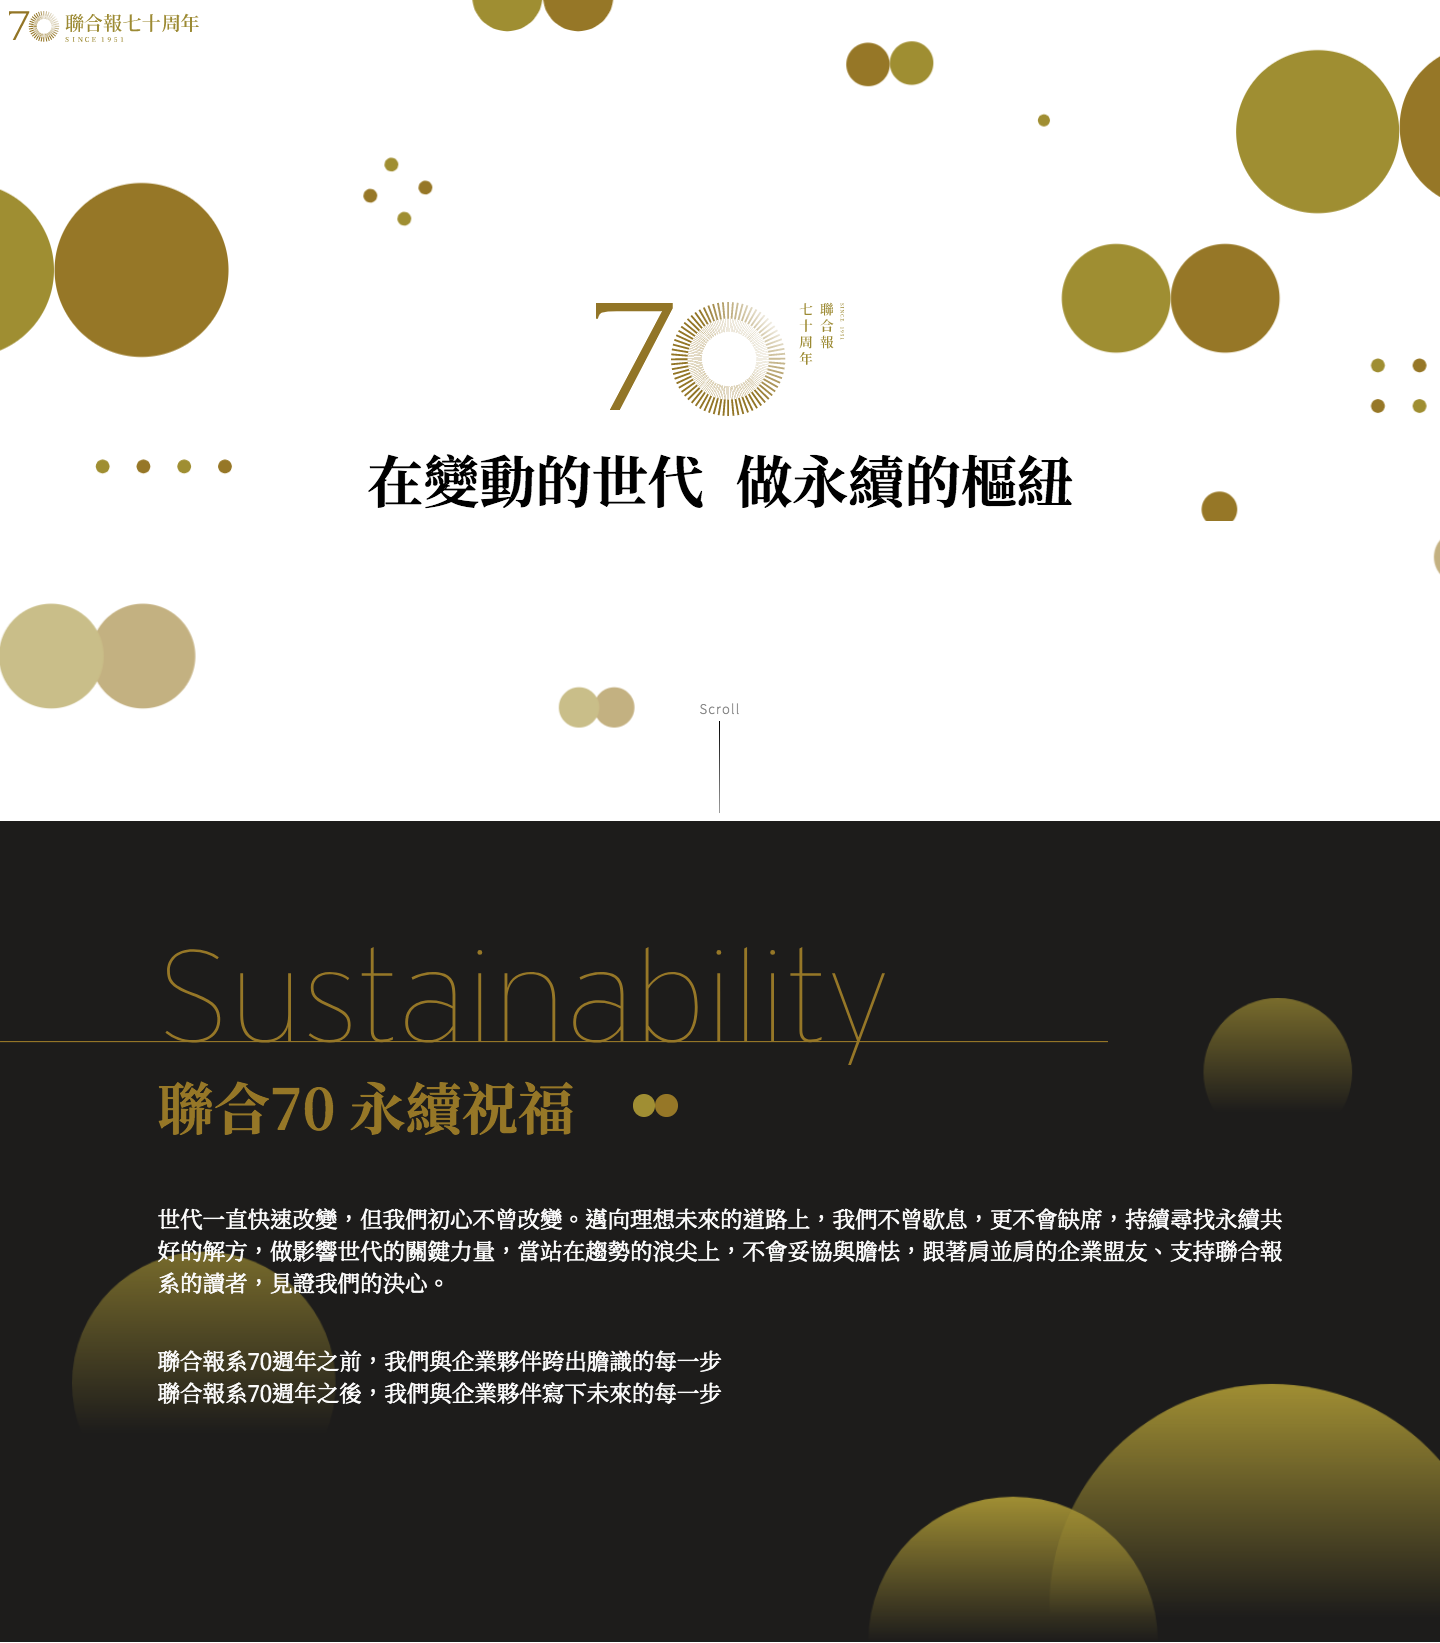 70 聯合報七十周年
SINCE 1951
70
聯合報
七十周年
SINCE 1951
在變動的世代 做永續的樞紐
Scroll
Sustainability
聯合70 永續祝福
世代一直快速改變，但我們初心不曾改變。邁向理想未來的道路上，我們不曾歇息，更不會缺席，持續尋找永續共
好的解方，做影響世代的關鍵力量，當站在趨勢的浪尖上，不會妥協與膽怯，跟著肩並肩的企業盟友、支持聯合報
系的讀者，見證我們的決心。
聯合報系70週年之前，我們與企業夥伴跨出膽識的每一步
聯合報系70週年之後，我們與企業夥伴寫下未來的每一步